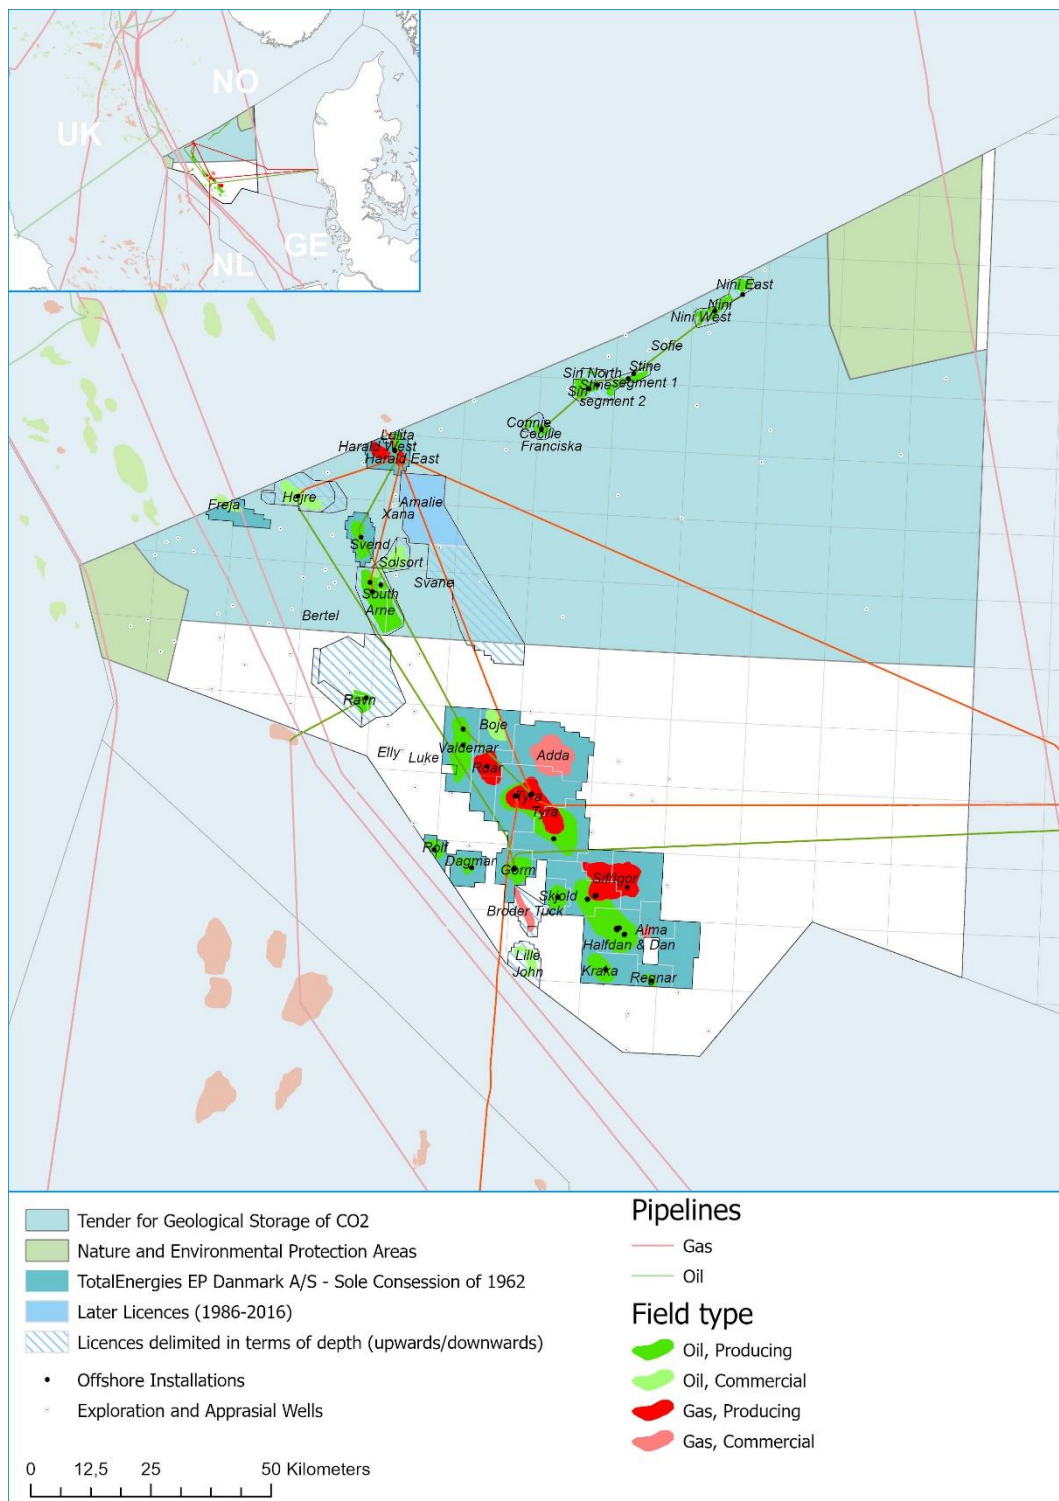 NO
UK
GE
NL
Nini East
Nini
Nini West
Sofie
Stine
Siri North
Stine
segment 1
Siri
segment 2
Connie
Cecilie
Franciska
Lulita
Harald West
Harald East
Hejre
Amalie
Freja
Xana
Svend
Solsort
Svane
South
Arne
Bertel
Ravn
Boje
Elly
Luke
Valdemar
Adda
Roar
Tyra
Tyra
Rolf
Dagmar
Gorm
Sif/Igor
Skjold
Broder Tuck
Alma
Halfdan & Dan
Lille
John
Kraka
Regnar
Tender for Geological Storage of CO2
Nature and Environmental Protection Areas
TotalEnergies EP Danmark A/S - Sole Consession of 1962
Later Licences (1986-2016)
Licences delimited in terms of depth (upwards/downwards)
Offshore Installations
Exploration and Apprasial Wells
0 12,5 25 50 Kilometers
Pipelines
Gas
Oil
Field type
Oil, Producing
Oil, Commercial
Gas, Producing
Gas, Commercial